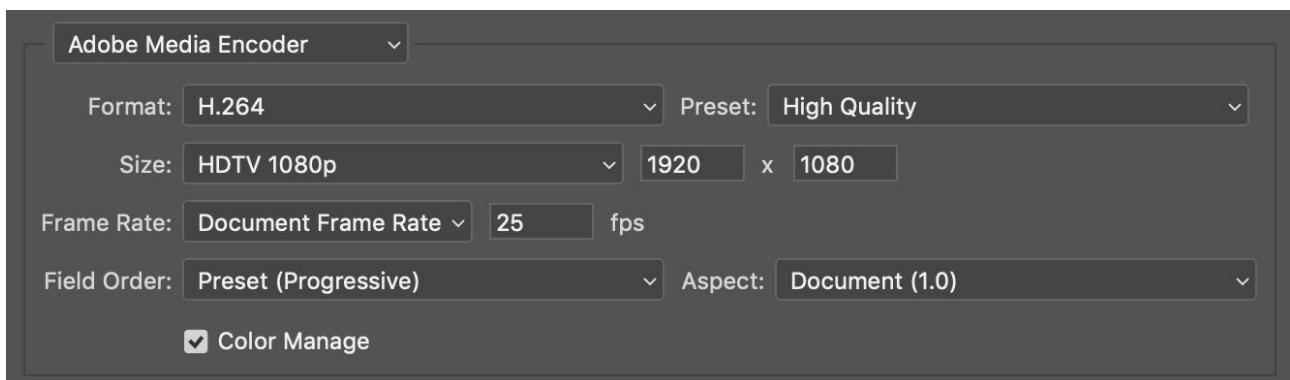 Adobe Media Encoder
Format: H.264 Preset: High Quality
Size: HDTV 1080p 1920 x 1080
Frame Rate: Document Frame Rate 25 fps
Field Order: Preset (Progressive) Aspect: Document (1.0)
Color Manage